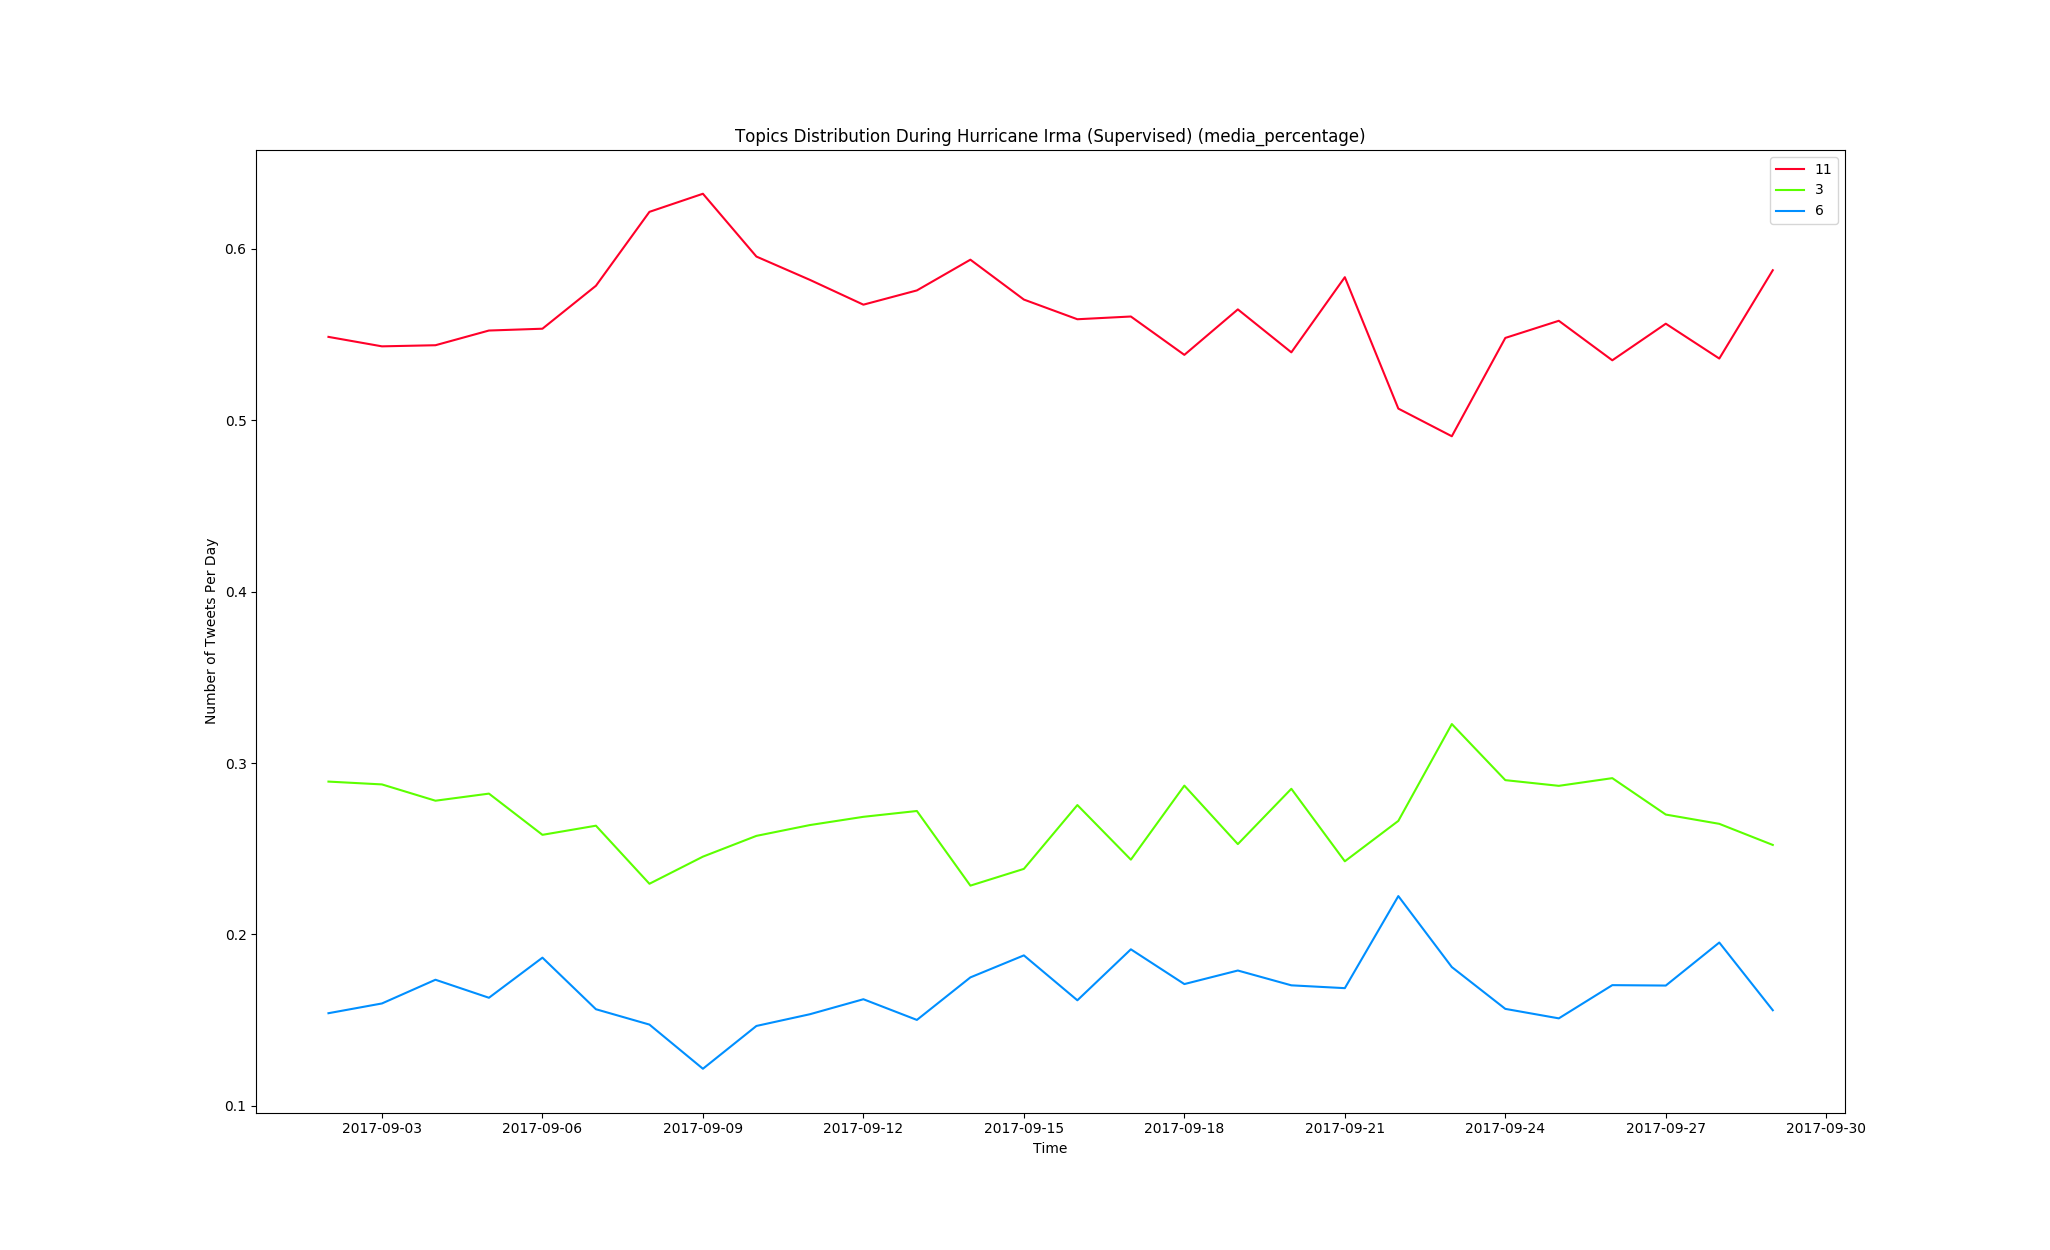 Topics Distribution During Hurricane Irma (Supervised) (media_percentage)
11
3
6
0.6
0.5
0.4
0.3
0.2
0.1
Number of Tweets Per Day
2017-09-03 2017-09-06 2017-09-09 2017-09-12 2017-09-15 2017-09-18 2017-09-21 2017-09-24 2017-09-27 2017-09-30
Time